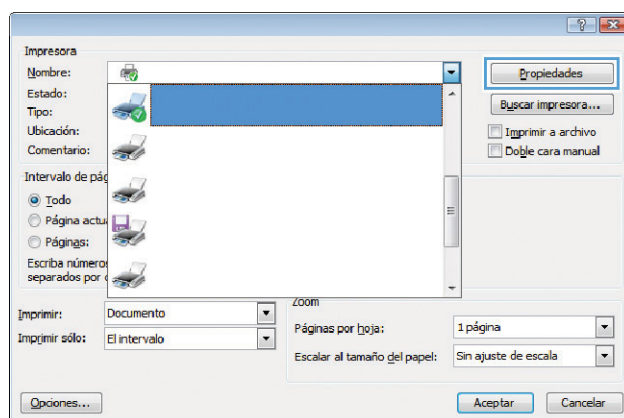 Impresora
Nombre:
Propiedades
Estado:
Tipo:
Buscar impresora...
Ubicación:
Imprimir a archivo
Comentario:
Doble cara manual
Intervalo de pág
Todo
Página actu
Páginas:
Escriba número
separados por
Zoom
Imprimir:
Documento
Páginas por hoja:
1 página
Imprimir sólo:
El intervalo
Escalar al tamaño del papel:
Sin ajuste de escala
Opciones...
Aceptar
Cancelar